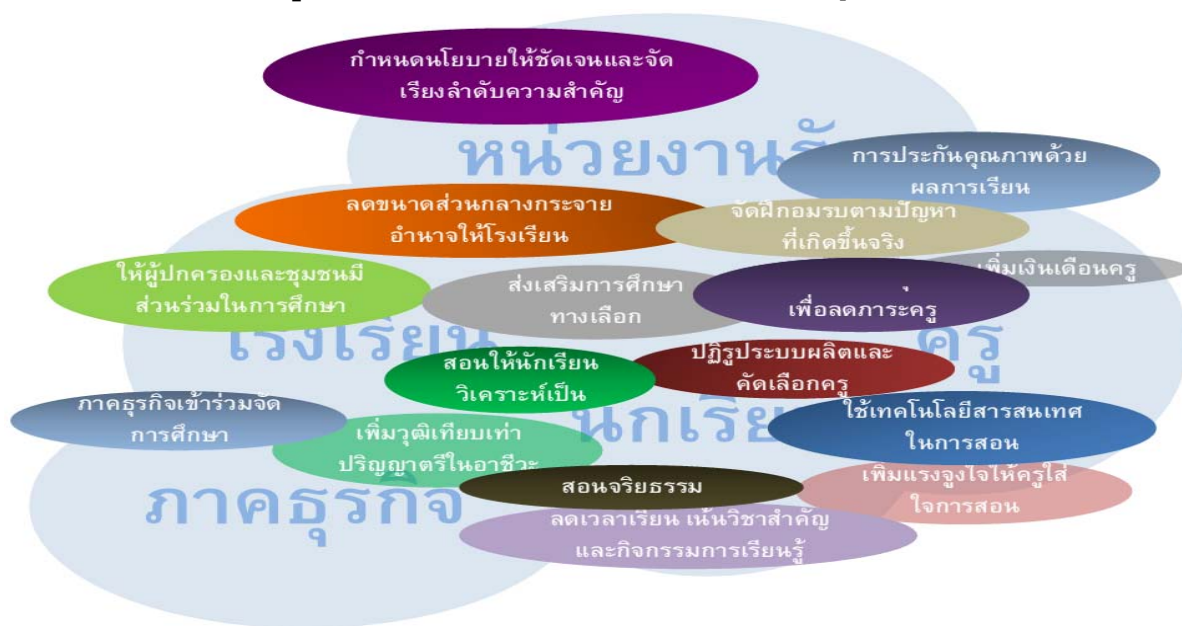 กำหนดนโยบายให้ชัดเจนและจัด
เรียงลำดับความสำคัญ
หน่วยงาน
การประกันคุณภาพด้วย
ผลการเรียน
ลดขนาดส่วนกลางกระจาย
อำนาจให้โรงเรียน
จัดฝึกอมรบตามปัญหา
ที่เกิดขึ้นจริง
ให้ผู้ปกครองและชุมชนมี
ส่วนร่วมในการศึกษา
ส่งเสริมการศึกษา
ทางเลือก
เพื่อลดภาระครู
เพิ่มเงินเดือนครู
โรงเรียน
ครู
สอนให้นักเรียน
วิเคราะห์เป็น
ปฏิรูประบบผลิตและ
คัดเลือกครู
ภาคธุรกิจเข้าร่วมจัด
การศึกษา
เพิ่มวุฒิเทียบเท่า
ปริญญาตรีในอาชีวะ
ใช้เทคโนโลยีสารสนเทศ
ในการสอน
ภาคธุรกิจ
สอนจริยธรรม
เพิ่มแรงจูงใจให้ครูใส่
ใจการสอน
ลดเวลาเรียน เน้นวิชาสำคัญ
และกิจกรรมการเรียนรู้